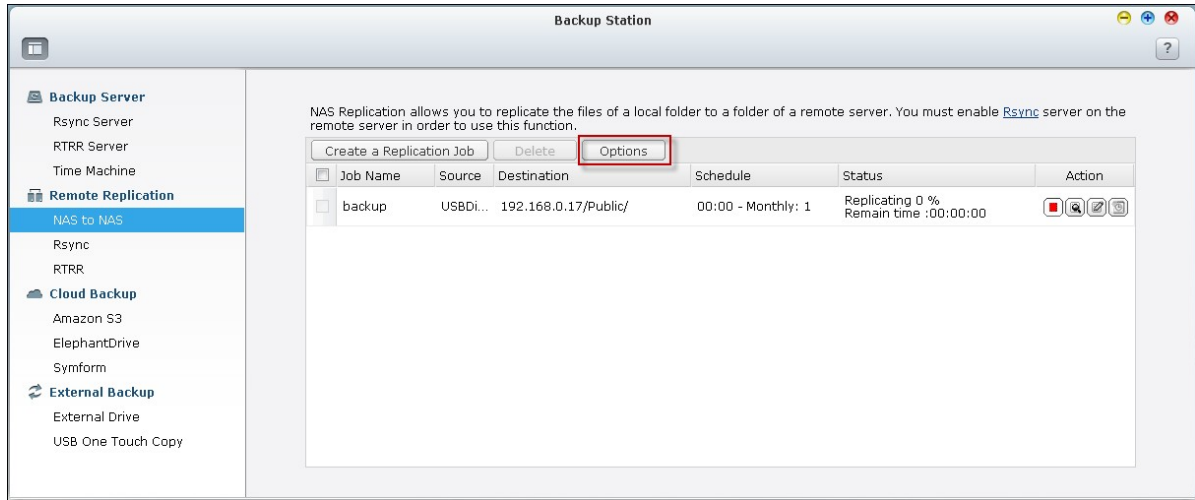 Backup Station
?
Backup Server
Rsync Server
RTRR Server
Time Machine
Remote Replication
NAS to NAS
Rsync
RTRR
Cloud Backup
Amazon S3
ElephantDrive
Symform
External Backup
External Drive
USB One Touch Copy
NAS Replication allows you to replicate the files of a local folder to a folder of a remote server. You must enable Rsync server on the
remote server in order to use this function.
Create a Replication Job Delete Options
Job Name Source Destination Schedule Status Action
backup USBDi... 192.168.0.17/Public/ 00:00 - Monthly: 1 Replicating 0 %
Remain time :00:00:00